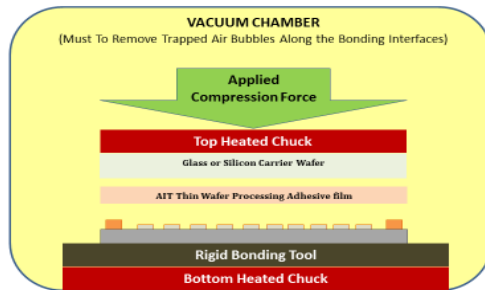 VACUUM CHAMBER
(Must To Remove Trapped Air Bubbles Along the Bonding Interfaces)
Applied
Compression Force
Top Heated Chuck
Glass or Silicon Carrier Wafer
AIT Thin Wafer Processing Adhesive film
Rigid Bonding Tool
Bottom Heated Chuck